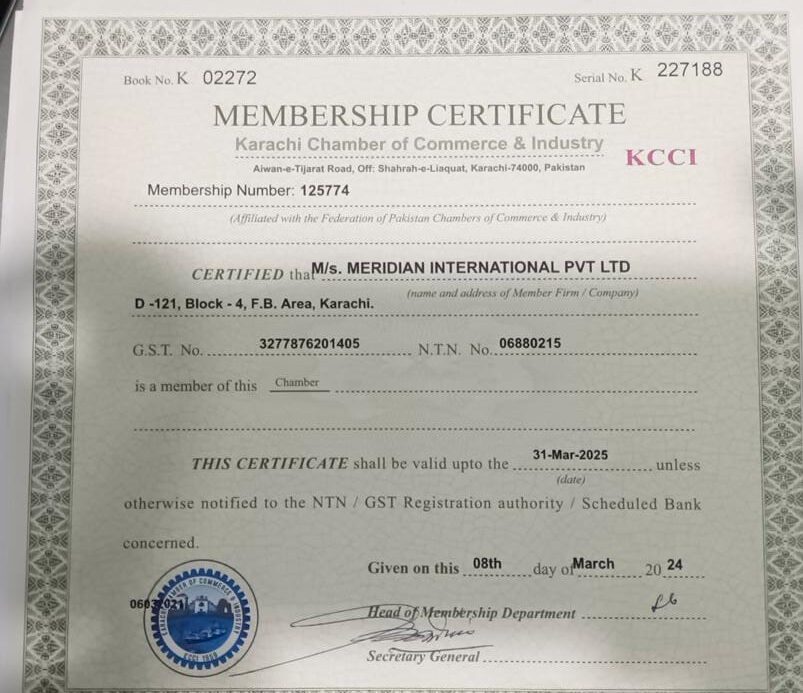 Book No. K 02272
Serial No. K 227188
MEMBERSHIP CERTIFICATE
Karachi Chamber of Commerce & Industry
KCCI
Aiwan-e-Tijarat Road, Off: Shahrah-e-Liaquat, Karachi-74000, Pakistan
Membership Number: 125774
(Affiliated with the Federation of Pakistan Chambers of Commerce & Industry)
CERTIFIED that M/s. MERIDIAN INTERNATIONAL PVT LTD
(name and address of Member Firm / Company)
D -121, Block - 4, F.B. Area, Karachi.
G.S.T. No. 3277876201405 N.T.N. No. 06880215
is a member of this Chamber
THIS CERTIFICATE shall be valid upto the 31-Mar-2025 unless
(date)
otherwise notified to the NTN / GST Registration authority / Scheduled Bank
concerned.
Given on this 08th day of March 20 24
KARACHI CHAMBER OF COMMERCE & INDUSTRY
Head of Membership Department
Secretary General